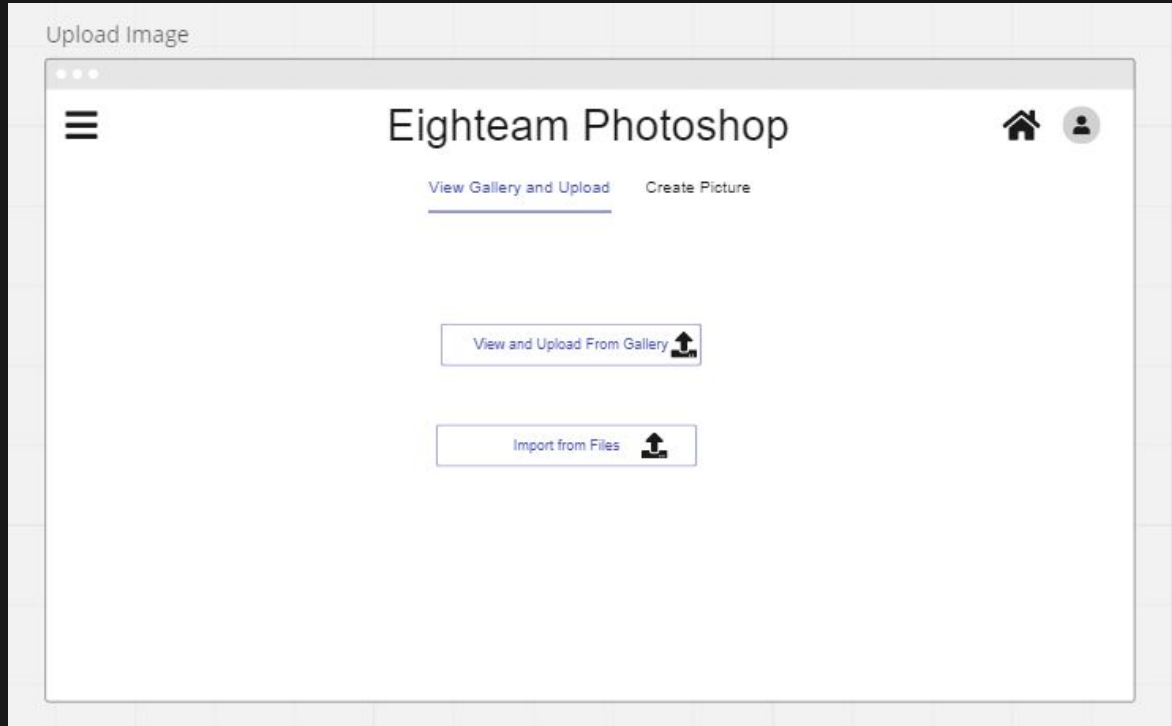 Upload Image
Eighteam Photoshop
View Gallery and Upload
Create Picture
View and Upload From Gallery
Import from Files